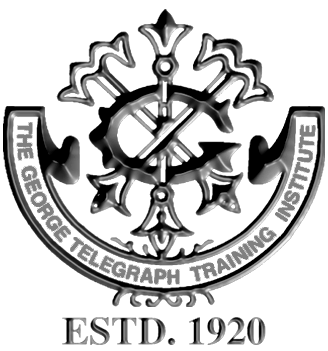 THE GEORGE TELEGRAPH TRAINING INSTITUTE
ESTD. 1920